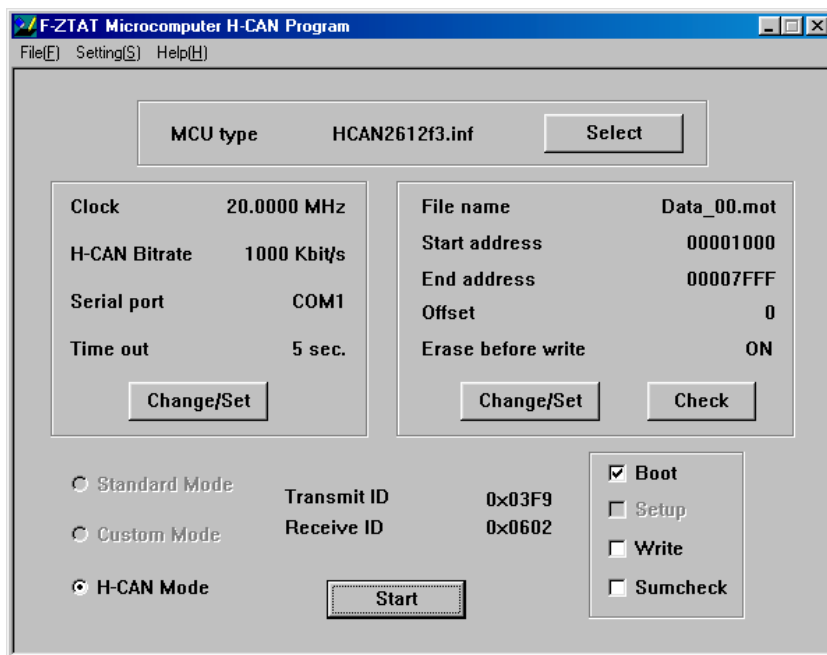 F-ZTAT Microcomputer H-CAN Program
File(F) Setting(S) Help(H)
MCU type HCAN2612f3.inf Select
Clock 20.0000 MHz
H-CAN Bitrate 1000 Kbit/s
Serial port COM1
Time out 5 sec.
Change/Set
File name Data_00.mot
Start address 00001000
End address 00007FFF
Offset 0
Erase before write ON
Change/Set Check
Standard Mode
Custom Mode
H-CAN Mode
Transmit ID 0x03F9
Receive ID 0x0602
Start
Boot
Setup
Write
Sumcheck